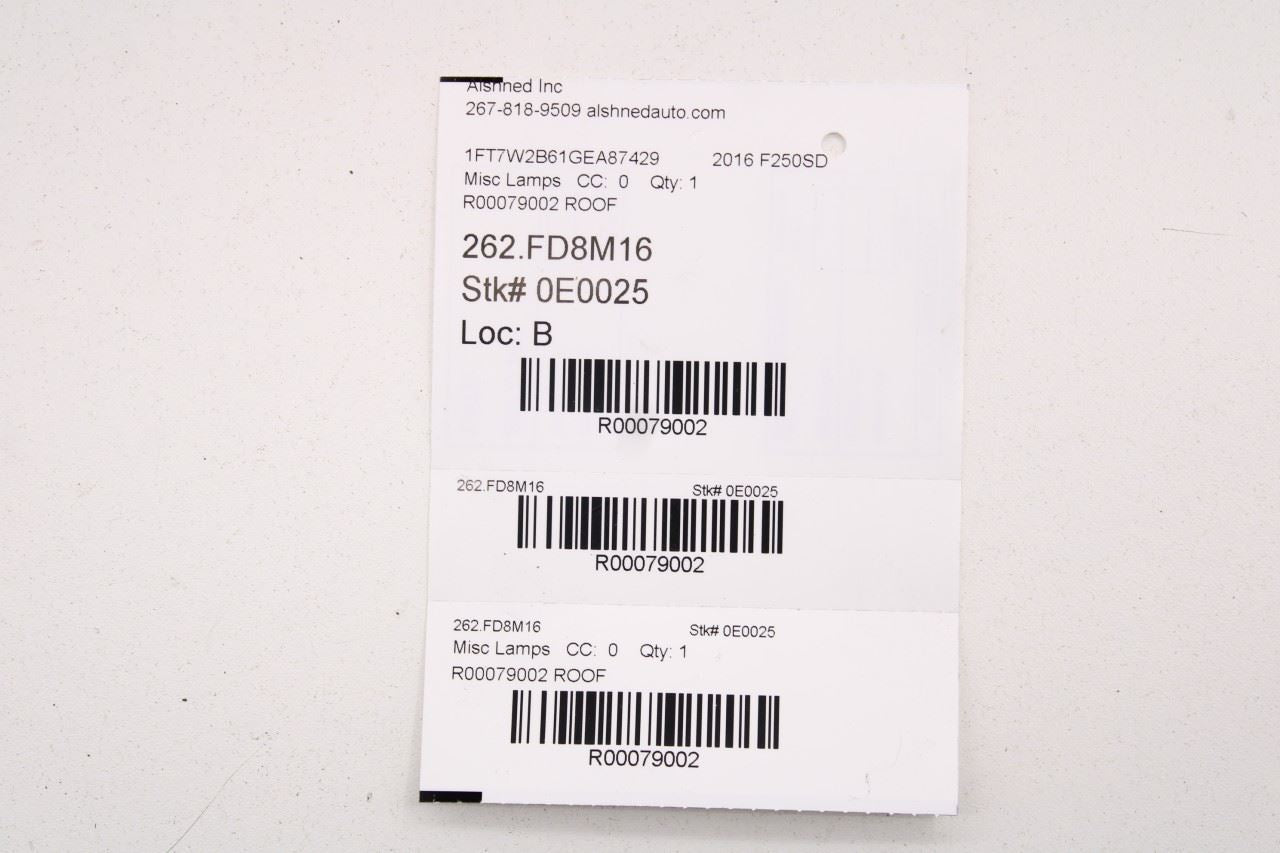 Alshned Inc
267-818-9509 alshnedauto.com
1FT7W2B61GEA87429 2016 F250SD
Misc Lamps CC: 0 Qty: 1
R00079002 ROOF
262.FD8M16
Stk# 0E0025
Loc: B
R00079002
262.FD8M16 Stk# 0E0025
R00079002
262.FD8M16 Stk# 0E0025
Misc Lamps CC: 0 Qty: 1
R00079002 ROOF
R00079002